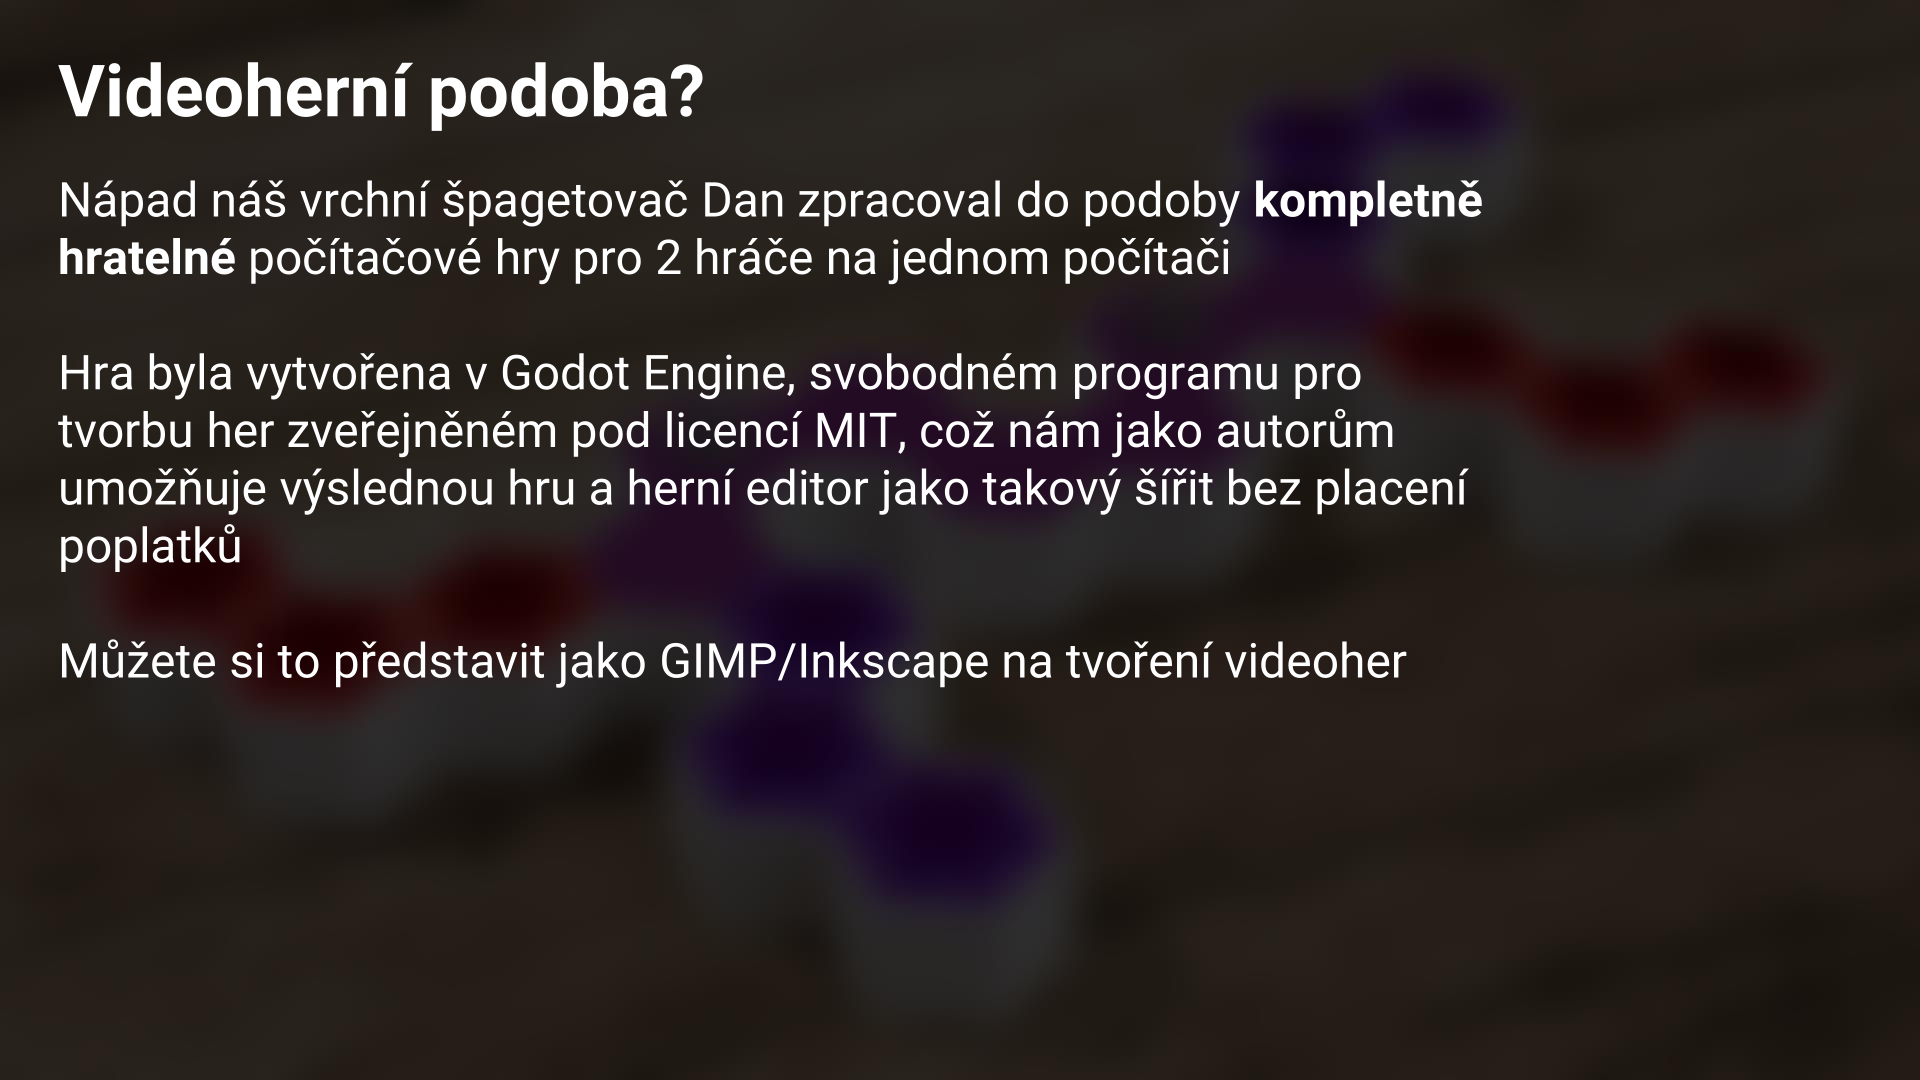 Videoherní podoba?
Nápad náš vrchní špagetovač Dan zpracoval do podoby kompletně
hratelné počítačové hry pro 2 hráče na jednom počítači
Hra byla vytvořena v Godot Engine, svobodném programu pro
tvorbu her zveřejněném pod licencí MIT, což nám jako autorům
umožňuje výslednou hru a herní editor jako takový šířit bez placení
poplatků
Můžete si to představit jako GIMP/Inkscape na tvoření videoher